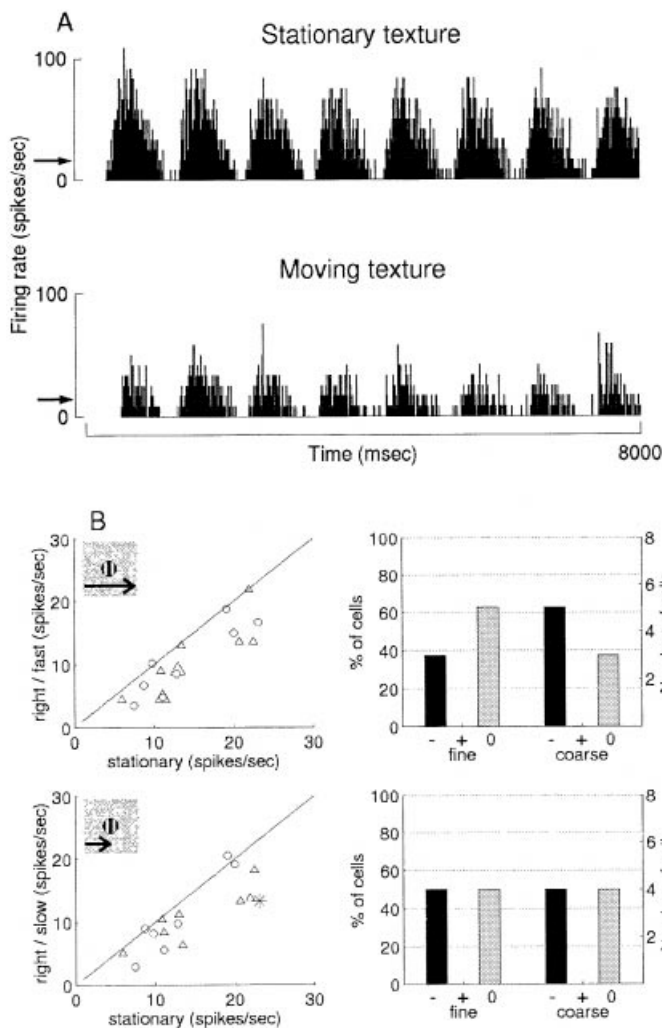 A
Stationary texture
100
0
Firing rate (spikes/sec)
Moving texture
100
0
Time (msec)
8000
B
30
20
10
0
right / fast (spikes/sec)
0 10 20 30
stationary (spikes/sec)
100
80
60
40
20
0
% of cells
8
6
4
2
- + 0 - + 0
fine coarse
30
20
10
0
right / slow (spikes/sec)
0 10 20 30
stationary (spikes/sec)
100
80
60
40
20
0
% of cells
8
6
4
2
- + 0 - + 0
fine coarse